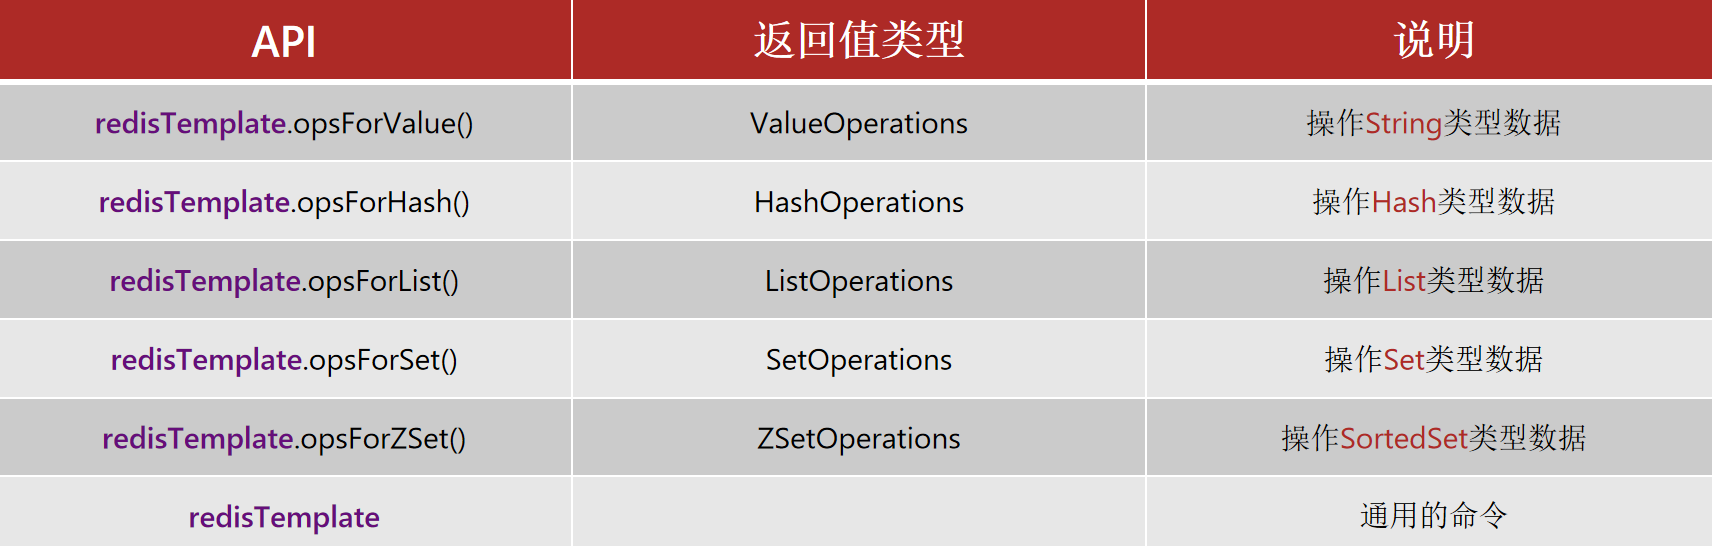 API 返回值类型 说明
redisTemplate.opsForValue() ValueOperations 操作String类型数据
redisTemplate.opsForHash() HashOperations 操作Hash类型数据
redisTemplate.opsForList() ListOperations 操作List类型数据
redisTemplate.opsForSet() SetOperations 操作Set类型数据
redisTemplate.opsForZSet() ZSetOperations 操作SortedSet类型数据
redisTemplate 通用的命令